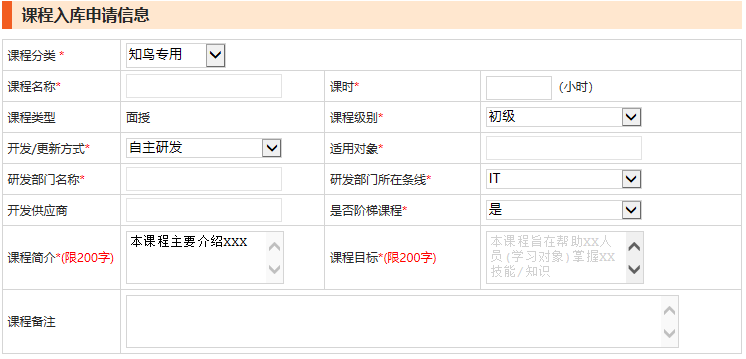 课程入库申请信息
课程分类 * 知鸟专用
课程名称* 课时* (小时)
课程类型 面授 课程级别* 初级
开发/更新方式* 自主研发 适用对象*
研发部门名称* 研发部门所在条线* IT
开发供应商 是否阶梯课程* 是
课程简介*(限200字) 本课程主要介绍XXX 课程目标*(限200字) 本课程旨在帮助XX人
员(学习对象)掌握XX
技能/知识
课程备注